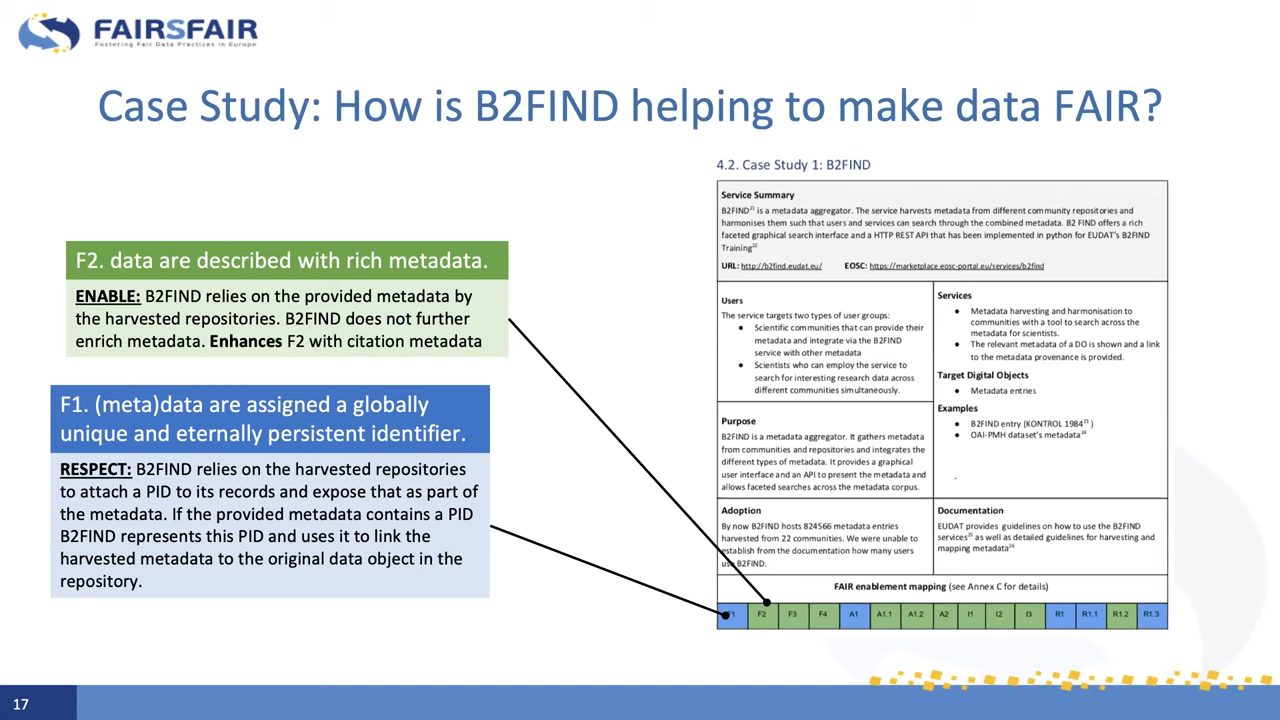 FAIRSFAIR
Fostering Fair Data Practices in Europe
Case Study: How is B2FIND helping to make data FAIR?
F2. data are described with rich metadata.
ENABLE: B2FIND relies on the provided metadata by
the harvested repositories. B2FIND does not further
enrich metadata. Enhances F2 with citation metadata
F1. (meta)data are assigned a globally
unique and eternally persistent identifier.
RESPECT: B2FIND relies on the harvested repositories
to attach a PID to its records and expose that as part of
the metadata. If the provided metadata contains a PID
B2FIND represents this PID and uses it to link the
harvested metadata to the original data object in the
repository.
4.2. Case Study 1: B2FIND
Service Summary
B2FIND21 is a metadata aggregator. The service harvests metadata from different community repositories and
harmonises them such that users and services can search through the combined metadata. B2 FIND offers a rich
faceted graphical search interface and a HTTP REST API that has been implemented in python for EUDAT's B2FIND
Training22
URL: http://b2find.eudat.eu/ EOSC: https://marketplace.eosc-portal.eu/services/b2find
Users
The service targets two types of user groups:
● Scientific communities that can provide their
metadata and integrate via the B2FIND
service with other metadata
● Scientists who can employ the service to
search for interesting research data across
different communities simultaneously.
Purpose
B2FIND is a metadata aggregator. It gathers metadata
from communities and repositories and integrates the
different types of metadata. It provides a graphical
user interface and an API to present the metadata and
allows faceted searches across the metadata corpus.
Adoption
By now B2FIND hosts 824566 metadata entries
harvested from 22 communities. We were unable to
establish from the documentation how many users
use B2FIND.
Services
● Metadata harvesting and harmonisation to
communities with a tool to search across the
metadata for scientists.
● The relevant metadata of a DO is shown and a link
to the metadata provenance is provided.
Target Digital Objects
● Metadata entries
Examples
● B2FIND entry (KONTROL 198423 )
● OAI-PMH dataset's metadata24
Documentation
EUDAT provides guidelines on how to use the B2FIND
services25 as well as detailed guidelines for harvesting and
mapping metadata26
FAIR enablement mapping (see Annex C for details)
F1 F2 F3 F4 A1 A1.1 A1.2 A2 I1 I2 I3 R1 R1.1 R1.2 R1.3
17